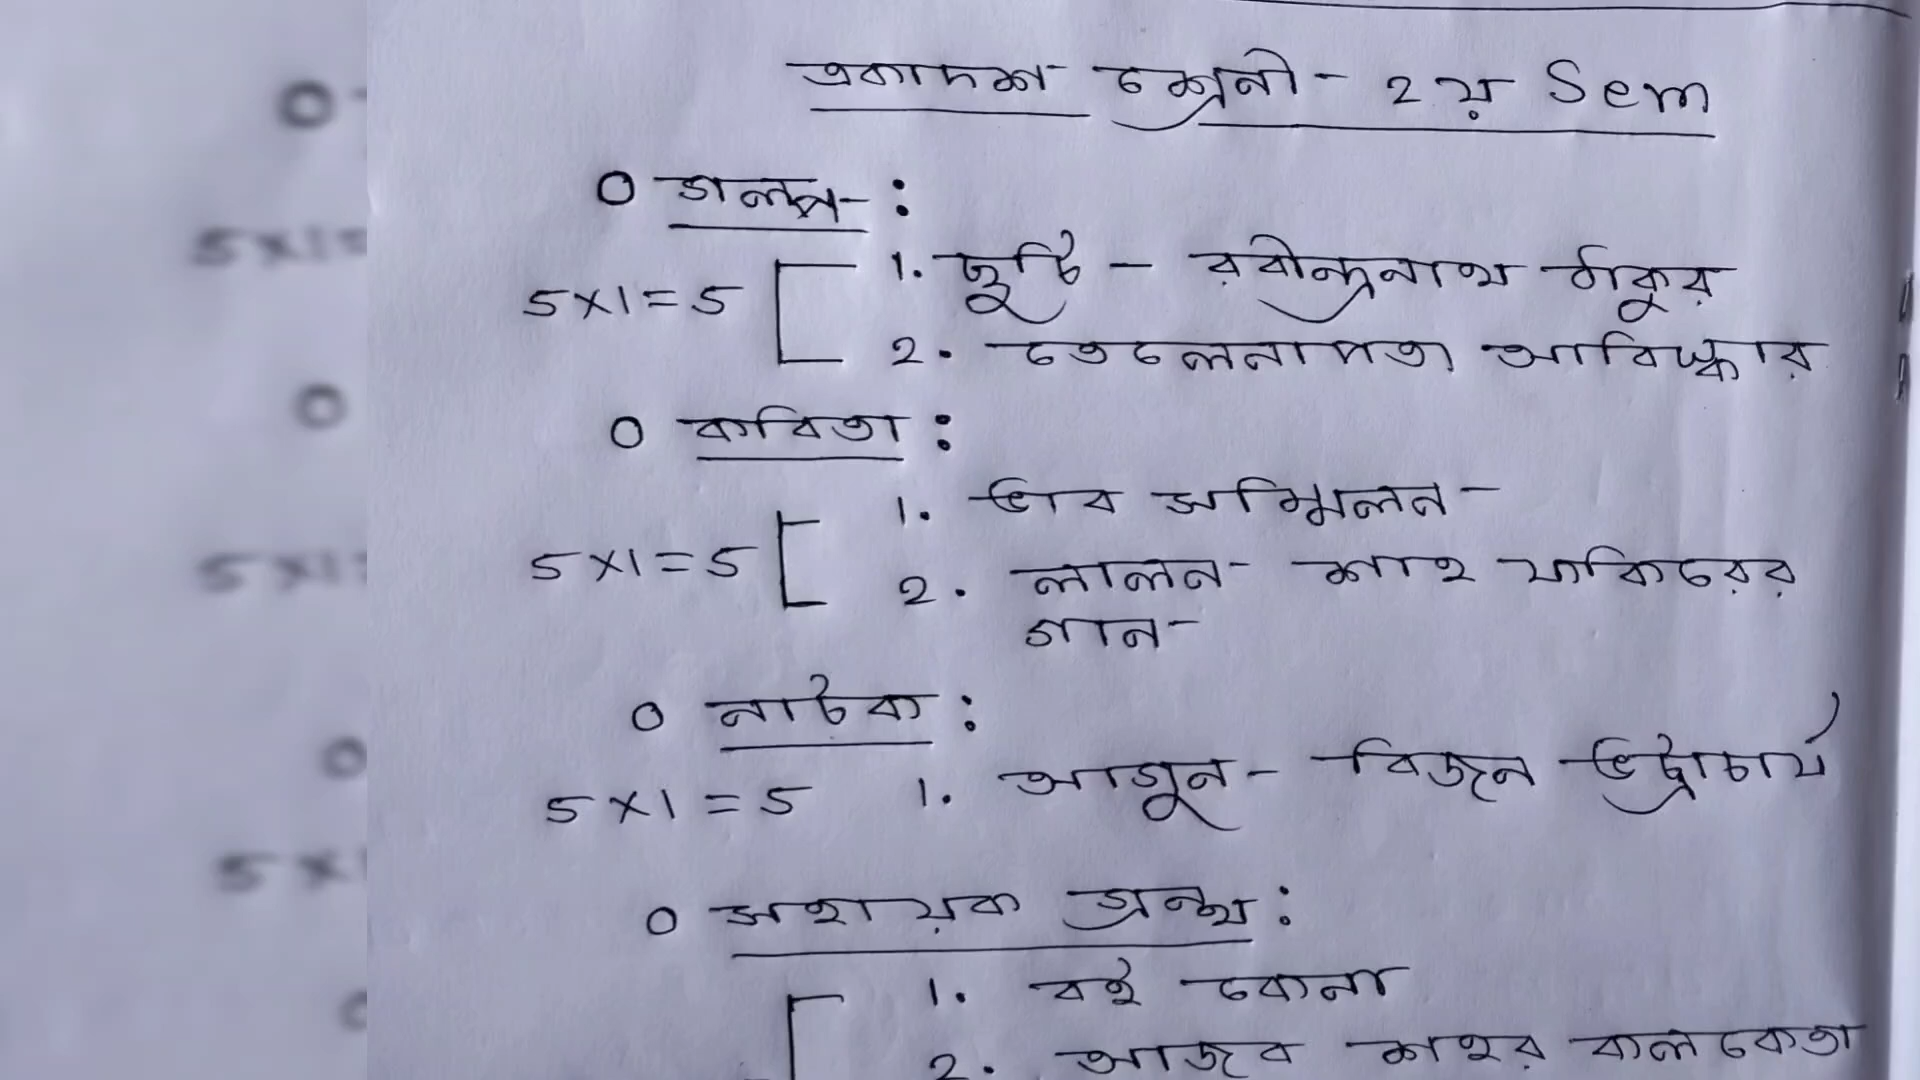 একাদশ শ্রেনী - 2য় Sem
০ গল্প :
1. ছুটি - রবীন্দ্রনাথ ঠাকুর
5×1=5
2. তেলেনাপতা আবিষ্কার
০ কবিতা :
1. ভাব সম্মিলন
5×1=5
2. লালন শাহ ফকিরের
গান
০ নাটক :
5×1=5 1. আগুন - বিজন ভট্টাচার্য
০ সহায়ক গ্রন্থ :
1. বই কেনা
2. আজব শহর কলকেতা